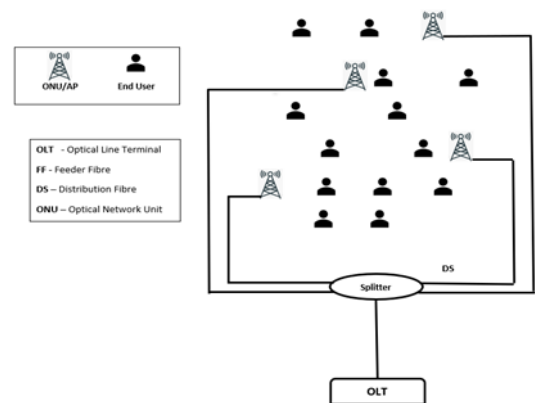 ONU/AP
End User
OLT - Optical Line Terminal
FF - Feeder Fibre
DS – Distribution Fibre
ONU – Optical Network Unit
DS
Splitter
OLT